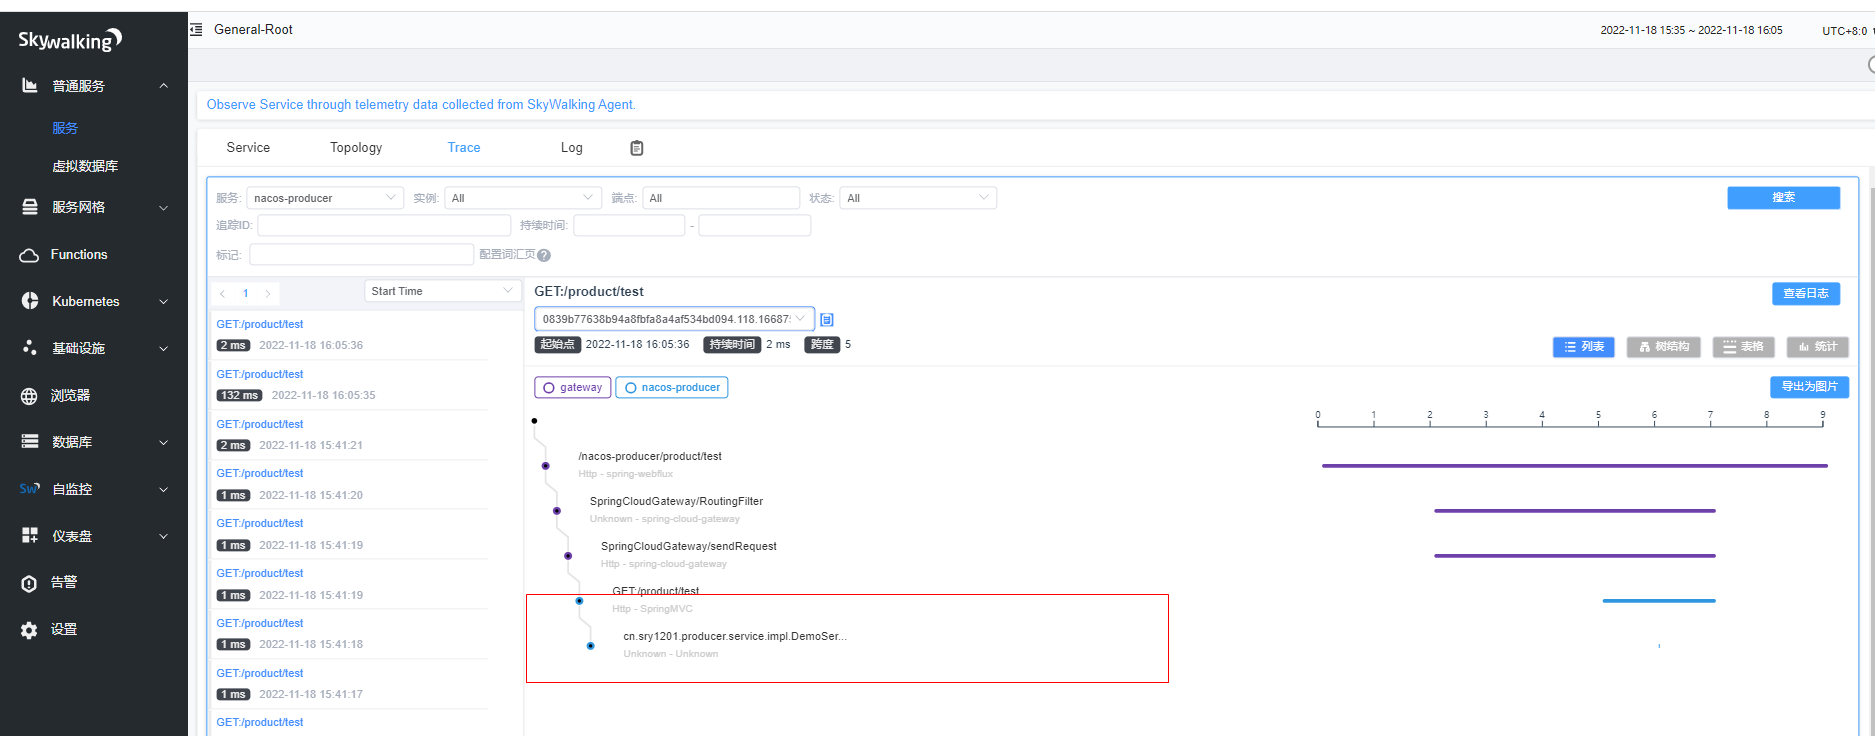 Skywalking
General-Root
2022-11-18 15:35 ~ 2022-11-18 16:05
UTC+8:0
普通服务
服务
虚拟数据库
服务网格
Functions
Kubernetes
基础设施
浏览器
数据库
Sw 自监控
仪表盘
告警
设置
Observe Service through telemetry data collected from SkyWalking Agent.
Service Topology Trace Log
服务: nacos-producer 实例: All 端点: All 状态: All 搜索
追踪ID: 持续时间: -
标记: 配置词汇页 ?
< 1 > Start Time
GET:/product/test
2 ms 2022-11-18 16:05:36
GET:/product/test
132 ms 2022-11-18 16:05:35
GET:/product/test
2 ms 2022-11-18 15:41:21
GET:/product/test
1 ms 2022-11-18 15:41:20
GET:/product/test
1 ms 2022-11-18 15:41:19
GET:/product/test
1 ms 2022-11-18 15:41:19
GET:/product/test
1 ms 2022-11-18 15:41:18
GET:/product/test
1 ms 2022-11-18 15:41:17
GET:/product/test
GET:/product/test
查看日志
0839b77638b94a8fbfa8a4af534bd094.118.16687
起始点 2022-11-18 16:05:36 持续时间 2 ms 跨度 5
列表 树结构 表格 统计
gateway nacos-producer
导出为图片
0 1 2 3 4 5 6 7 8 9
/nacos-producer/product/test
Http - spring-webflux
SpringCloudGateway/RoutingFilter
Unknown - spring-cloud-gateway
SpringCloudGateway/sendRequest
Http - spring-cloud-gateway
GET:/product/test
Http - SpringMVC
cn.sry1201.producer.service.impl.DemoSer...
Unknown - Unknown